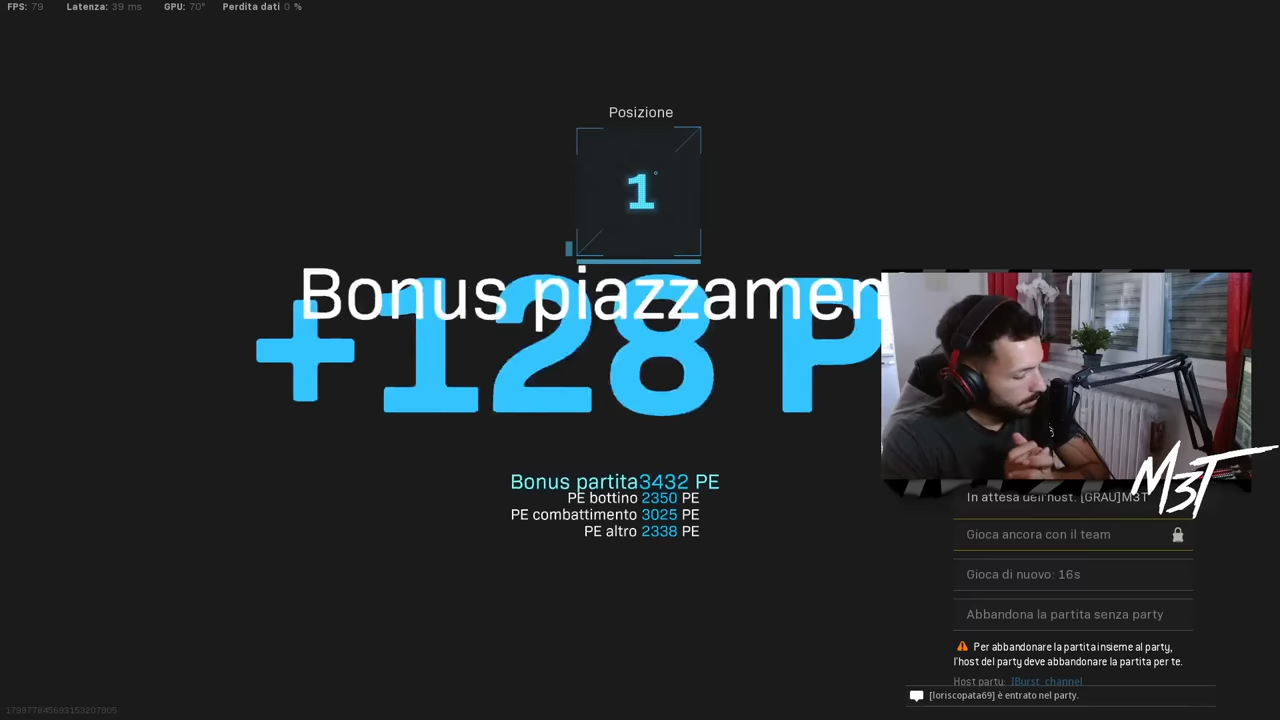 FPS: 79 Latenza: 39 ms GPU: 70° Perdita dati 0 %
Posizione
1°
Bonus piazzamen
+128 P
Bonus partita3432 PE
PE bottino 2350 PE
PE combattimento 3025 PE
PE altro 2338 PE
M3T
In attesa dell'host: [GRAU]M3T
Gioca ancora con il team
Gioca di nuovo: 16s
Abbandona la partita senza party
Per abbandonare la partita insieme al party,
l'host del party deve abbandonare la partita per te.
Host party: IBurst_channel
[loriscopata69] è entrato nel party.